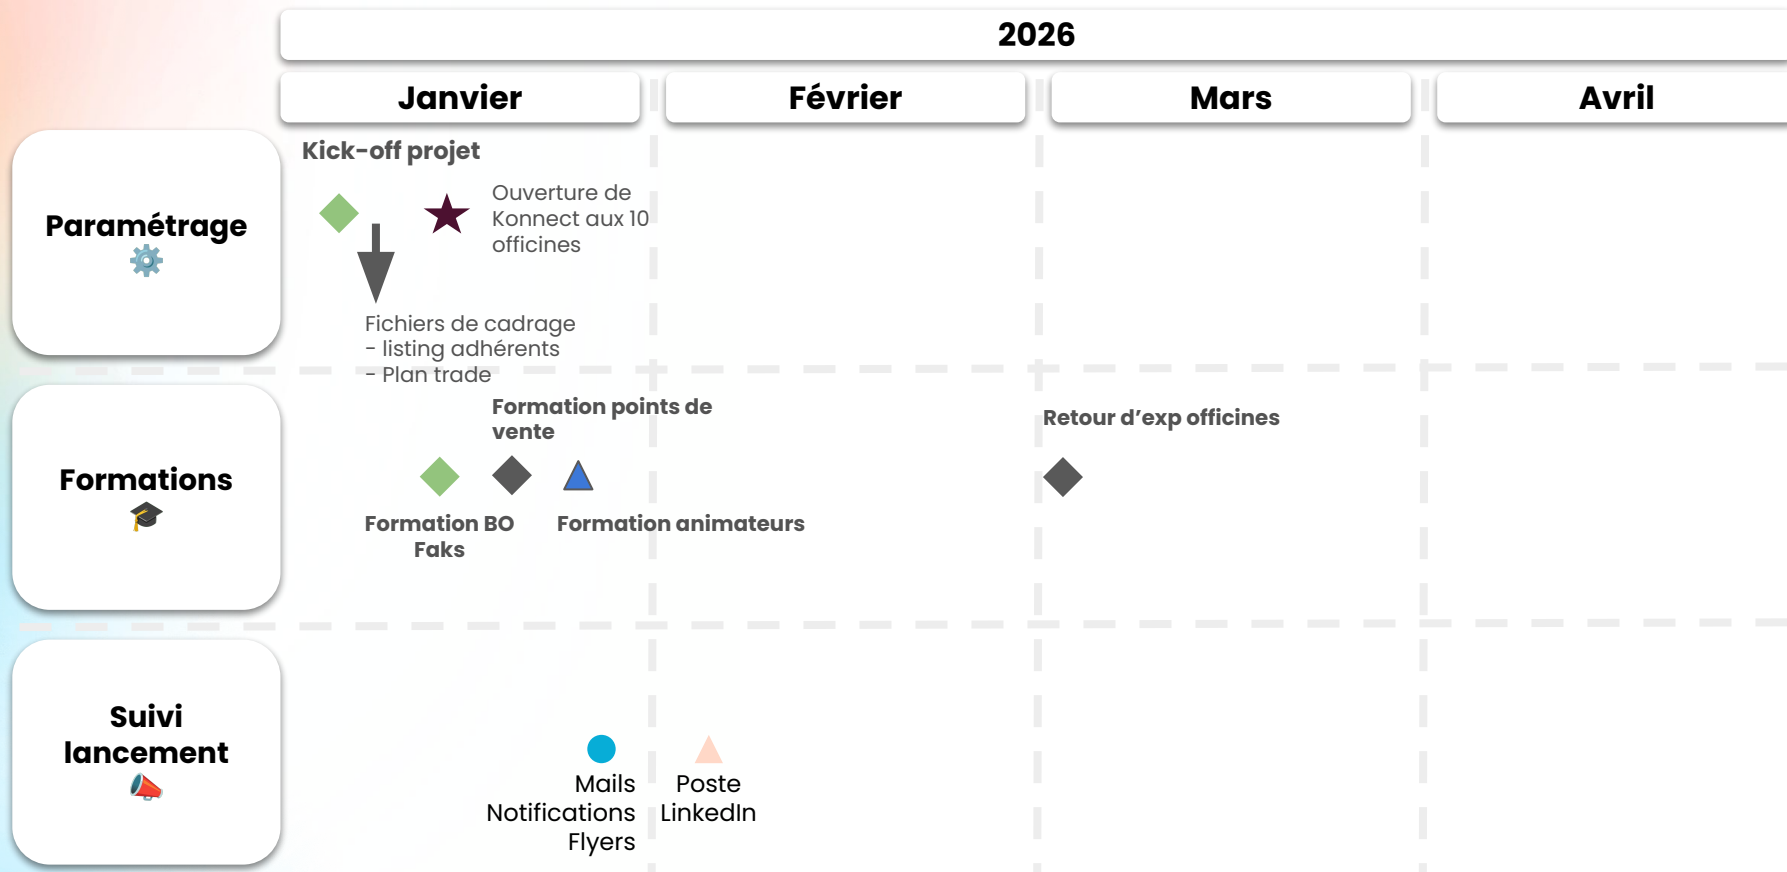 2026
Janvier
Février
Mars
Avril
Paramétrage
Kick-off projet
Ouverture de
Konnect aux 10
officines
Fichiers de cadrage
- listing adhérents
- Plan trade
Formations
Formation points de
vente
Retour d’exp officines
Formation BO
Faks
Formation animateurs
Suivi
lancement
Mails
Notifications
Flyers
Poste
LinkedIn